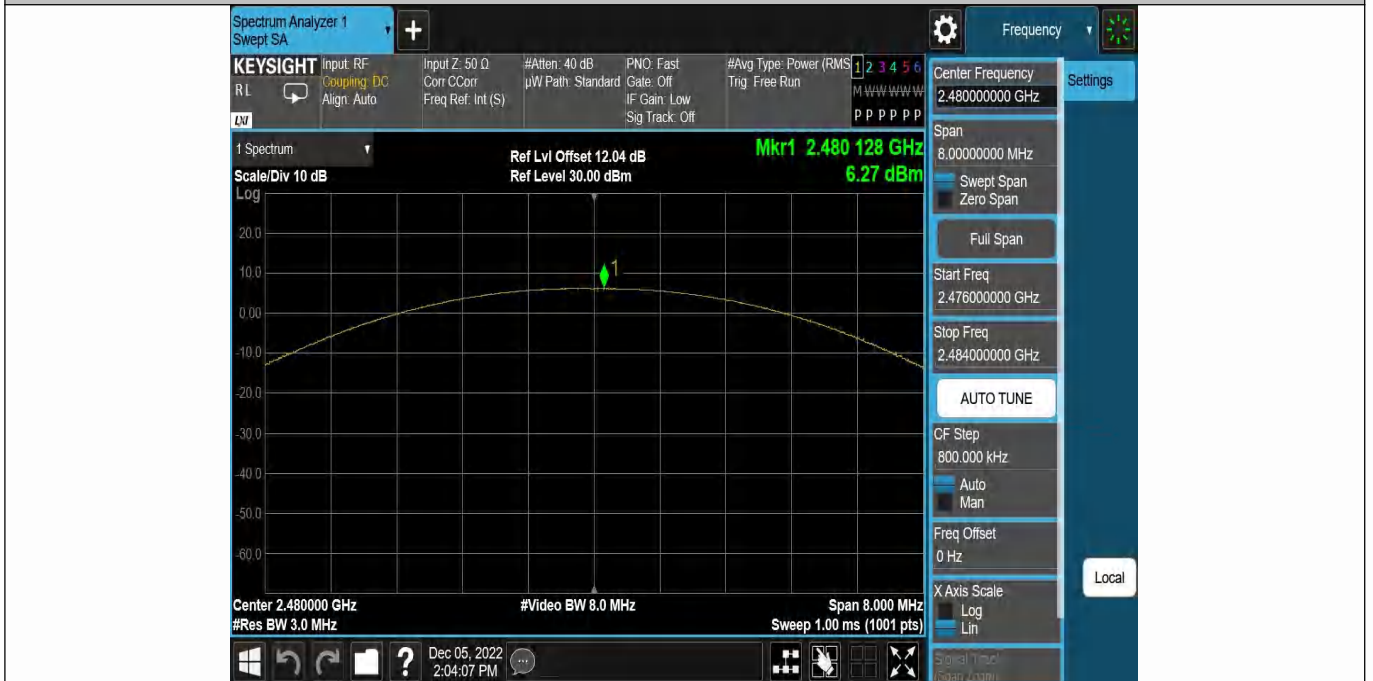 Spectrum Analyzer 1
Swept SA
+
Frequency
KEYSIGHT
RL
LXI
Input: RF
Coupling: DC
Align: Auto
Input Z: 50 Ω
Corr CCorr
Freq Ref: Int (S)
#Atten: 40 dB
µW Path: Standard
PNO: Fast
Gate: Off
IF Gain: Low
Sig Track: Off
#Avg Type: Power (RMS
Trig: Free Run
1 2 3 4 5 6
M W W W W W
P P P P P P
Center Frequency
2.480000000 GHz
Settings
1 Spectrum
Scale/Div 10 dB
Log
Ref Lvl Offset 12.04 dB
Ref Level 30.00 dBm
Mkr1 2.480 128 GHz
6.27 dBm
Span
8.00000000 MHz
Swept Span
Zero Span
Full Span
Start Freq
2.476000000 GHz
Stop Freq
2.484000000 GHz
AUTO TUNE
CF Step
800.000 kHz
Auto
Man
Freq Offset
0 Hz
X Axis Scale
Log
Lin
Signal Track
(Span Zoom)
Local
20.0
10.0
1
0.00
-10.0
-20.0
-30.0
-40.0
-50.0
-60.0
Center 2.480000 GHz
#Video BW 8.0 MHz
Span 8.000 MHz
#Res BW 3.0 MHz
Sweep 1.00 ms (1001 pts)
?
Dec 05, 2022
2:04:07 PM